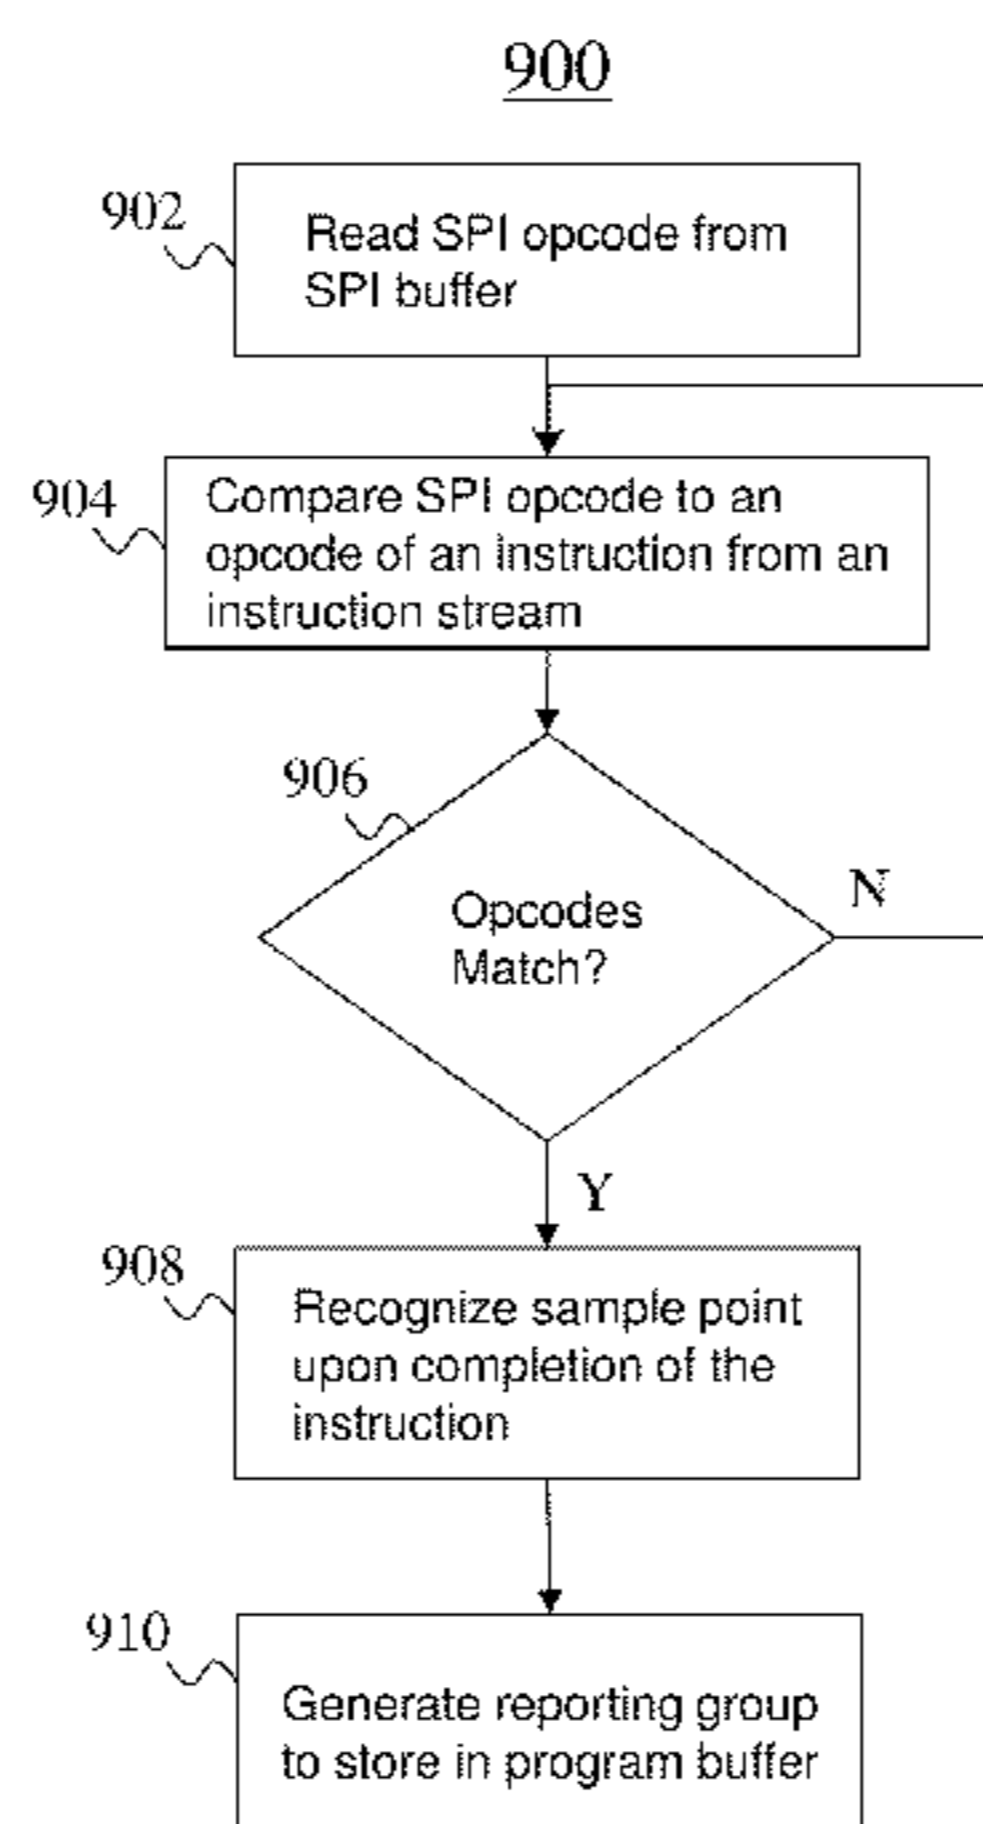 900
902
Read SPI opcode from
SPI buffer
904
Compare SPI opcode to an
opcode of an instruction from an
instruction stream
906
Opcodes
Match?
N
Y
908
Recognize sample point
upon completion of the
instruction
910
Generate reporting group
to store in program buffer